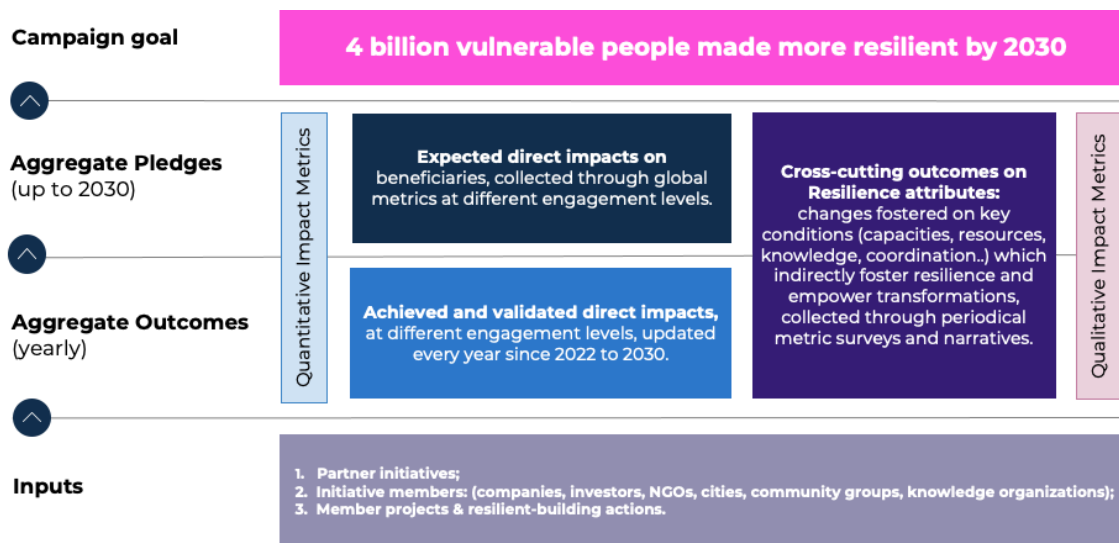 Campaign goal
4 billion vulnerable people made more resilient by 2030
Aggregate Pledges
(up to 2030)
Quantitative Impact Metrics
Expected direct impacts on
beneficiaries, collected through global
metrics at different engagement levels.
Cross-cutting outcomes on
Resilience attributes:
changes fostered on key
conditions (capacities, resources,
knowledge, coordination..) which
indirectly foster resilience and
empower transformations,
collected through periodical
metric surveys and narratives.
Qualitative Impact Metrics
Aggregate Outcomes
(yearly)
Achieved and validated direct impacts,
at different engagement levels, updated
every year since 2022 to 2030.
Inputs
1. Partner initiatives;
2. Initiative members: (companies, investors, NGOs, cities, community groups, knowledge organizations);
3. Member projects & resilient-building actions.